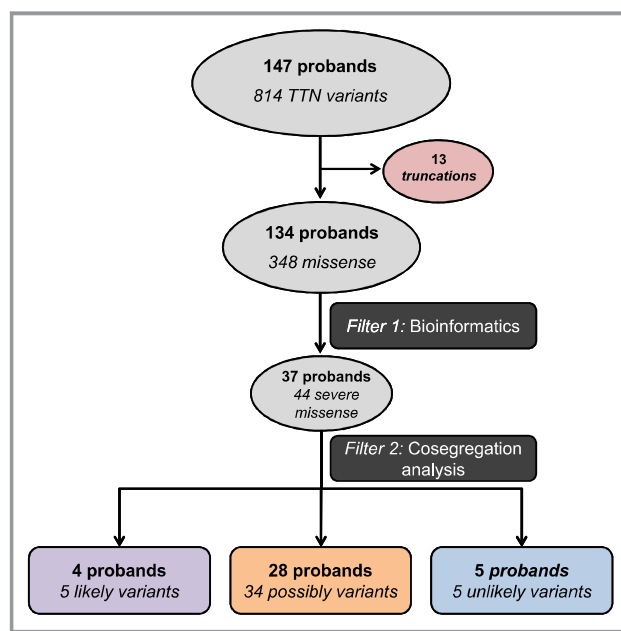 147 probands
814 TTN variants
13
truncations
134 probands
348 missense
Filter 1: Bioinformatics
37 probands
44 severe
missense
Filter 2: Cosegregation
analysis
4 probands
5 likely variants
28 probands
34 possibly variants
5 probands
5 unlikely variants